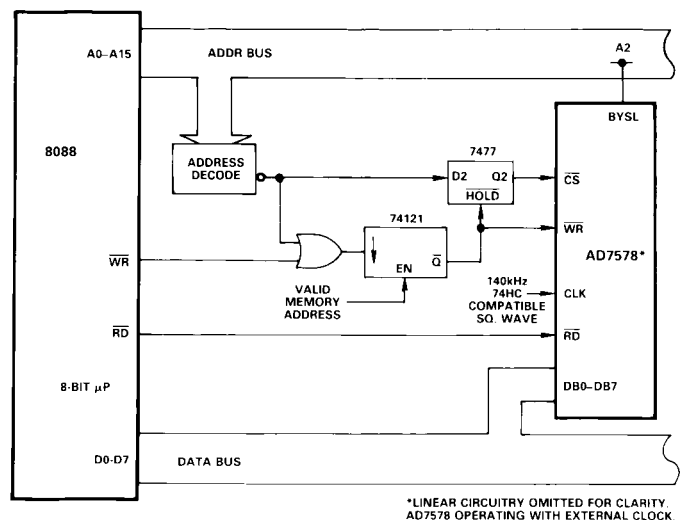 A0–A15
ADDR BUS
A2
BYSL
8088
ADDRESS
DECODE
7477
D2 Q2
HOLD
CS
74121
WR
WR
AD7578*
EN
Q
VALID
MEMORY
ADDRESS
140kHz
74HC
COMPATIBLE
SQ. WAVE
CLK
RD
RD
8-BIT μP
DB0–DB7
D0-D7
DATA BUS
*LINEAR CIRCUITRY OMITTED FOR CLARITY.
AD7578 OPERATING WITH EXTERNAL CLOCK.